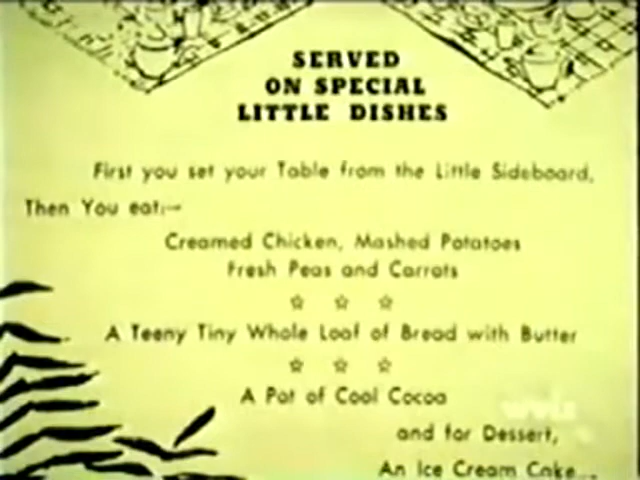 SERVED
ON SPECIAL
LITTLE DISHES
First you set your Table from the Little Sideboard,
Then You eat:—
Creamed Chicken, Mashed Potatoes
Fresh Peas and Carrots
☆ ☆ ☆
A Teeny Tiny Whole Loaf of Bread with Butter
☆ ☆ ☆
A Pot of Cool Cocoa
and for Dessert,
An Ice Cream Cake...